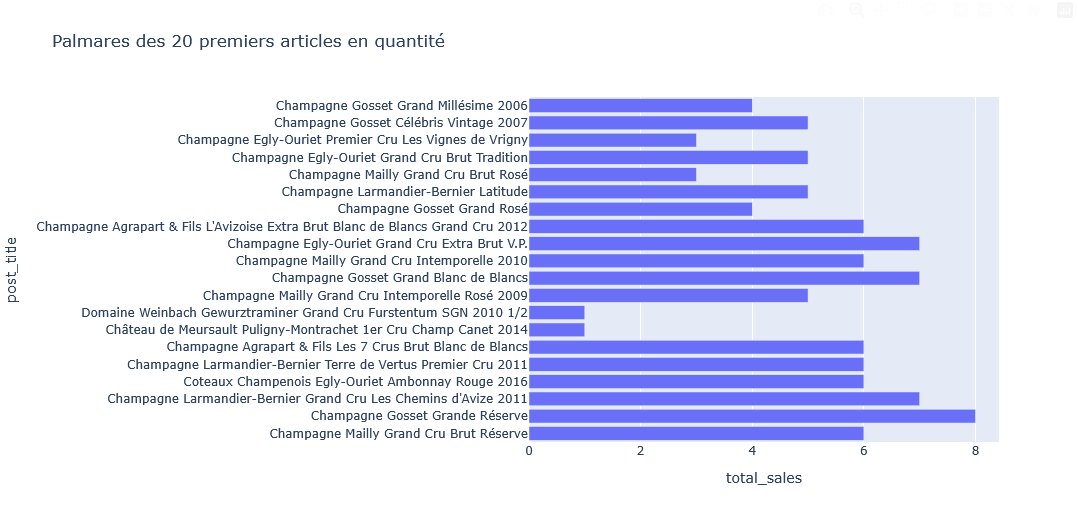 Palmares des 20 premiers articles en quantité
post_title
Champagne Gosset Grand Millésime 2006
Champagne Gosset Célébris Vintage 2007
Champagne Egly-Ouriet Premier Cru Les Vignes de Vrigny
Champagne Egly-Ouriet Grand Cru Brut Tradition
Champagne Mailly Grand Cru Brut Rosé
Champagne Larmandier-Bernier Latitude
Champagne Gosset Grand Rosé
Champagne Agrapart & Fils L'Avizoise Extra Brut Blanc de Blancs Grand Cru 2012
Champagne Egly-Ouriet Grand Cru Extra Brut V.P.
Champagne Mailly Grand Cru Intemporelle 2010
Champagne Gosset Grand Blanc de Blancs
Champagne Mailly Grand Cru Intemporelle Rosé 2009
Domaine Weinbach Gewurztraminer Grand Cru Furstentum SGN 2010 1/2
Château de Meursault Puligny-Montrachet 1er Cru Champ Canet 2014
Champagne Agrapart & Fils Les 7 Crus Brut Blanc de Blancs
Champagne Larmandier-Bernier Terre de Vertus Premier Cru 2011
Coteaux Champenois Egly-Ouriet Ambonnay Rouge 2016
Champagne Larmandier-Bernier Grand Cru Les Chemins d'Avize 2011
Champagne Gosset Grande Réserve
Champagne Mailly Grand Cru Brut Réserve
0 2 4 6 8
total_sales